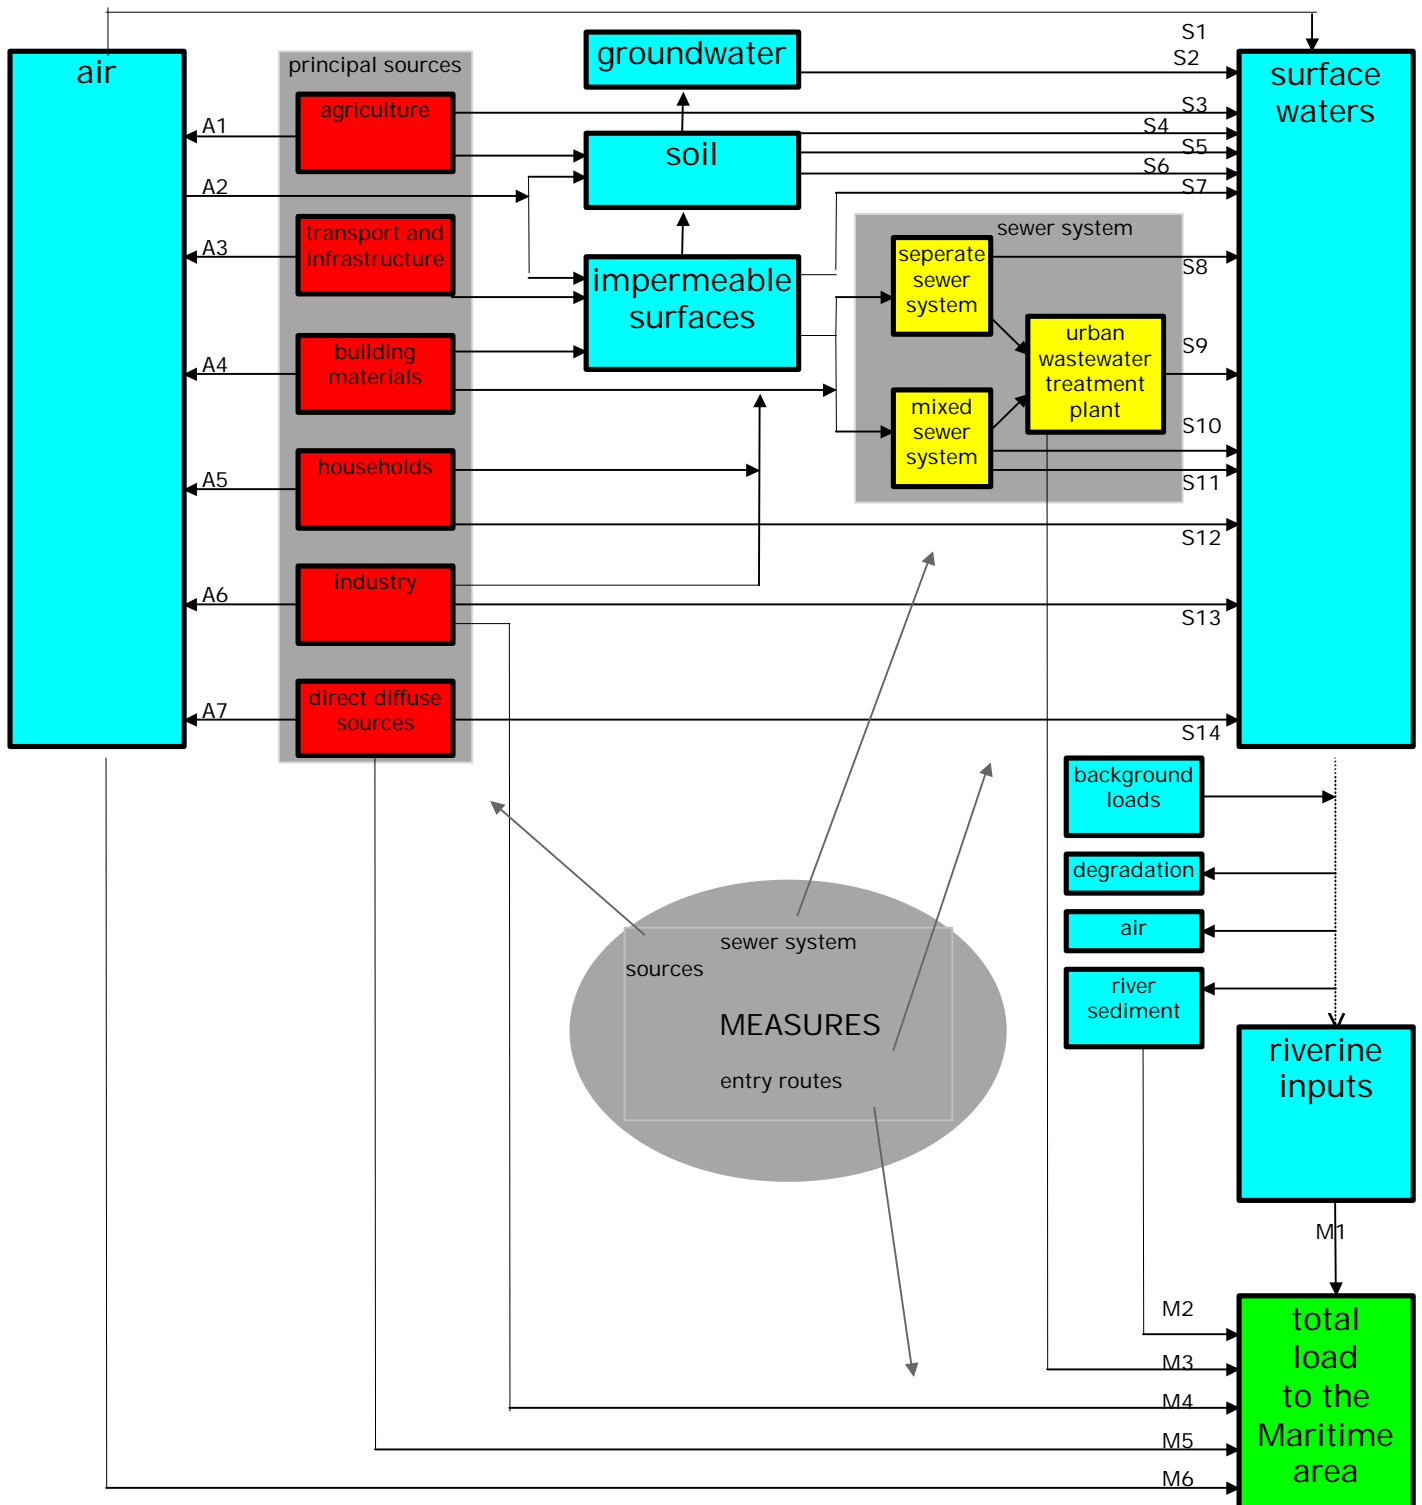 S1
S2
air
principal sources
groundwater
surface
waters
agriculture
S3
A1
S4
soil
S5
S6
A2
S7
transport and
infrastructure
A3
sewer system
seperate
sewer
system
S8
impermeable
surfaces
urban
wastewater
treatment
plant
S9
building
materials
A4
mixed
sewer
system
S10
households
A5
S11
S12
industry
A6
S13
direct diffuse
sources
A7
S14
background
loads
degradation
air
river
sediment
sewer system
sources
MEASURES
entry routes
riverine
inputs
M1
M2
M3
M4
M5
M6
total
load
to the
Maritime
area